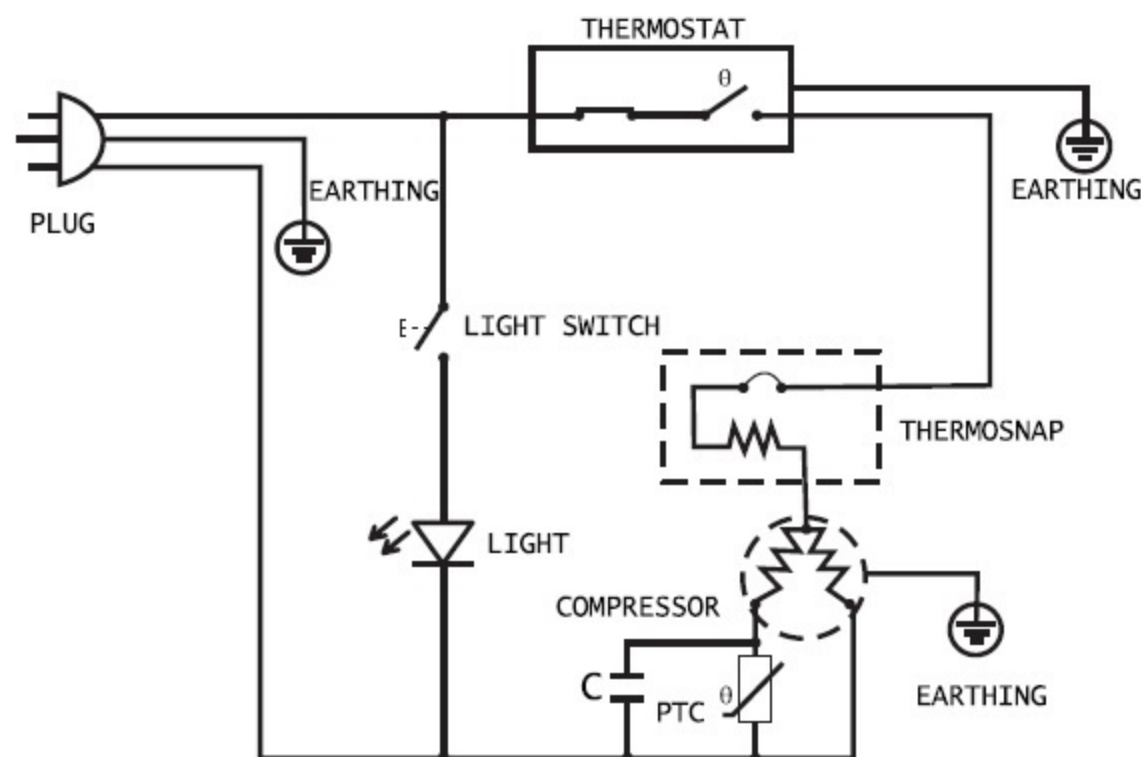 THERMOSTAT
θ
EARTHING
PLUG
EARTHING
E
LIGHT SWITCH
THERMOSNAP
LIGHT
COMPRESSOR
C
PTC
θ
EARTHING